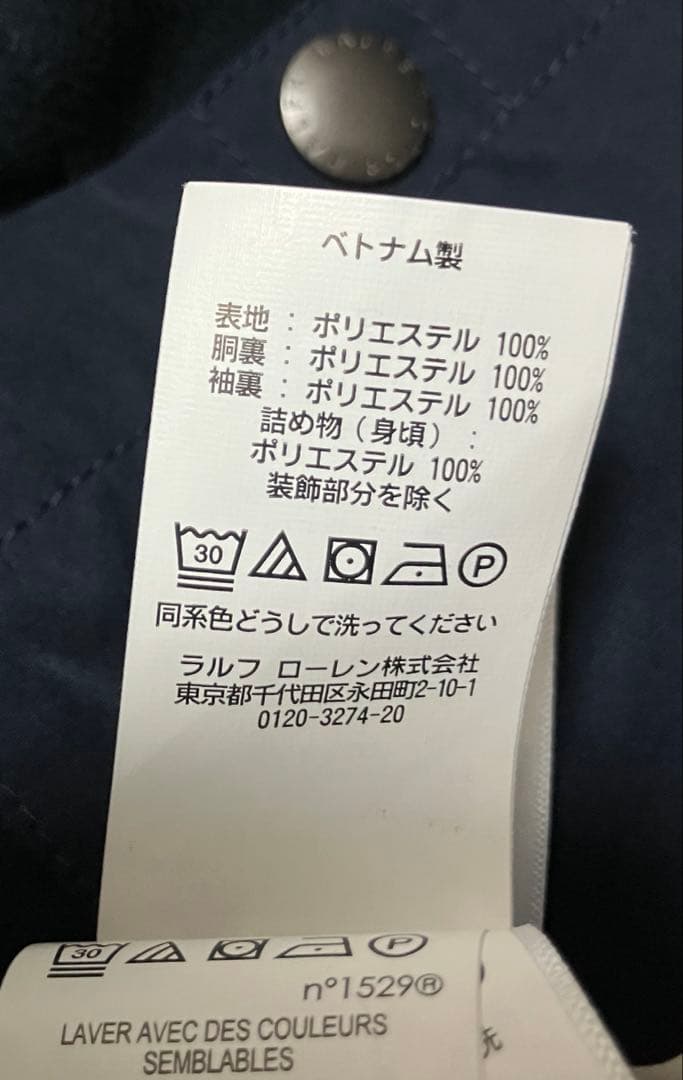 ベトナム製
表地 : ポリエステル 100%
胴裏 : ポリエステル 100%
袖裏 : ポリエステル 100%
詰め物(身頃) :
ポリエステル 100%
装飾部分を除く
30 P
同系色どうしで洗ってください
ラルフ ローレン株式会社
東京都千代田区永田町2-10-1
0120-3274-20
30 P
n°1529®
LAVER AVEC DES COULEURS
SEMBLABLES